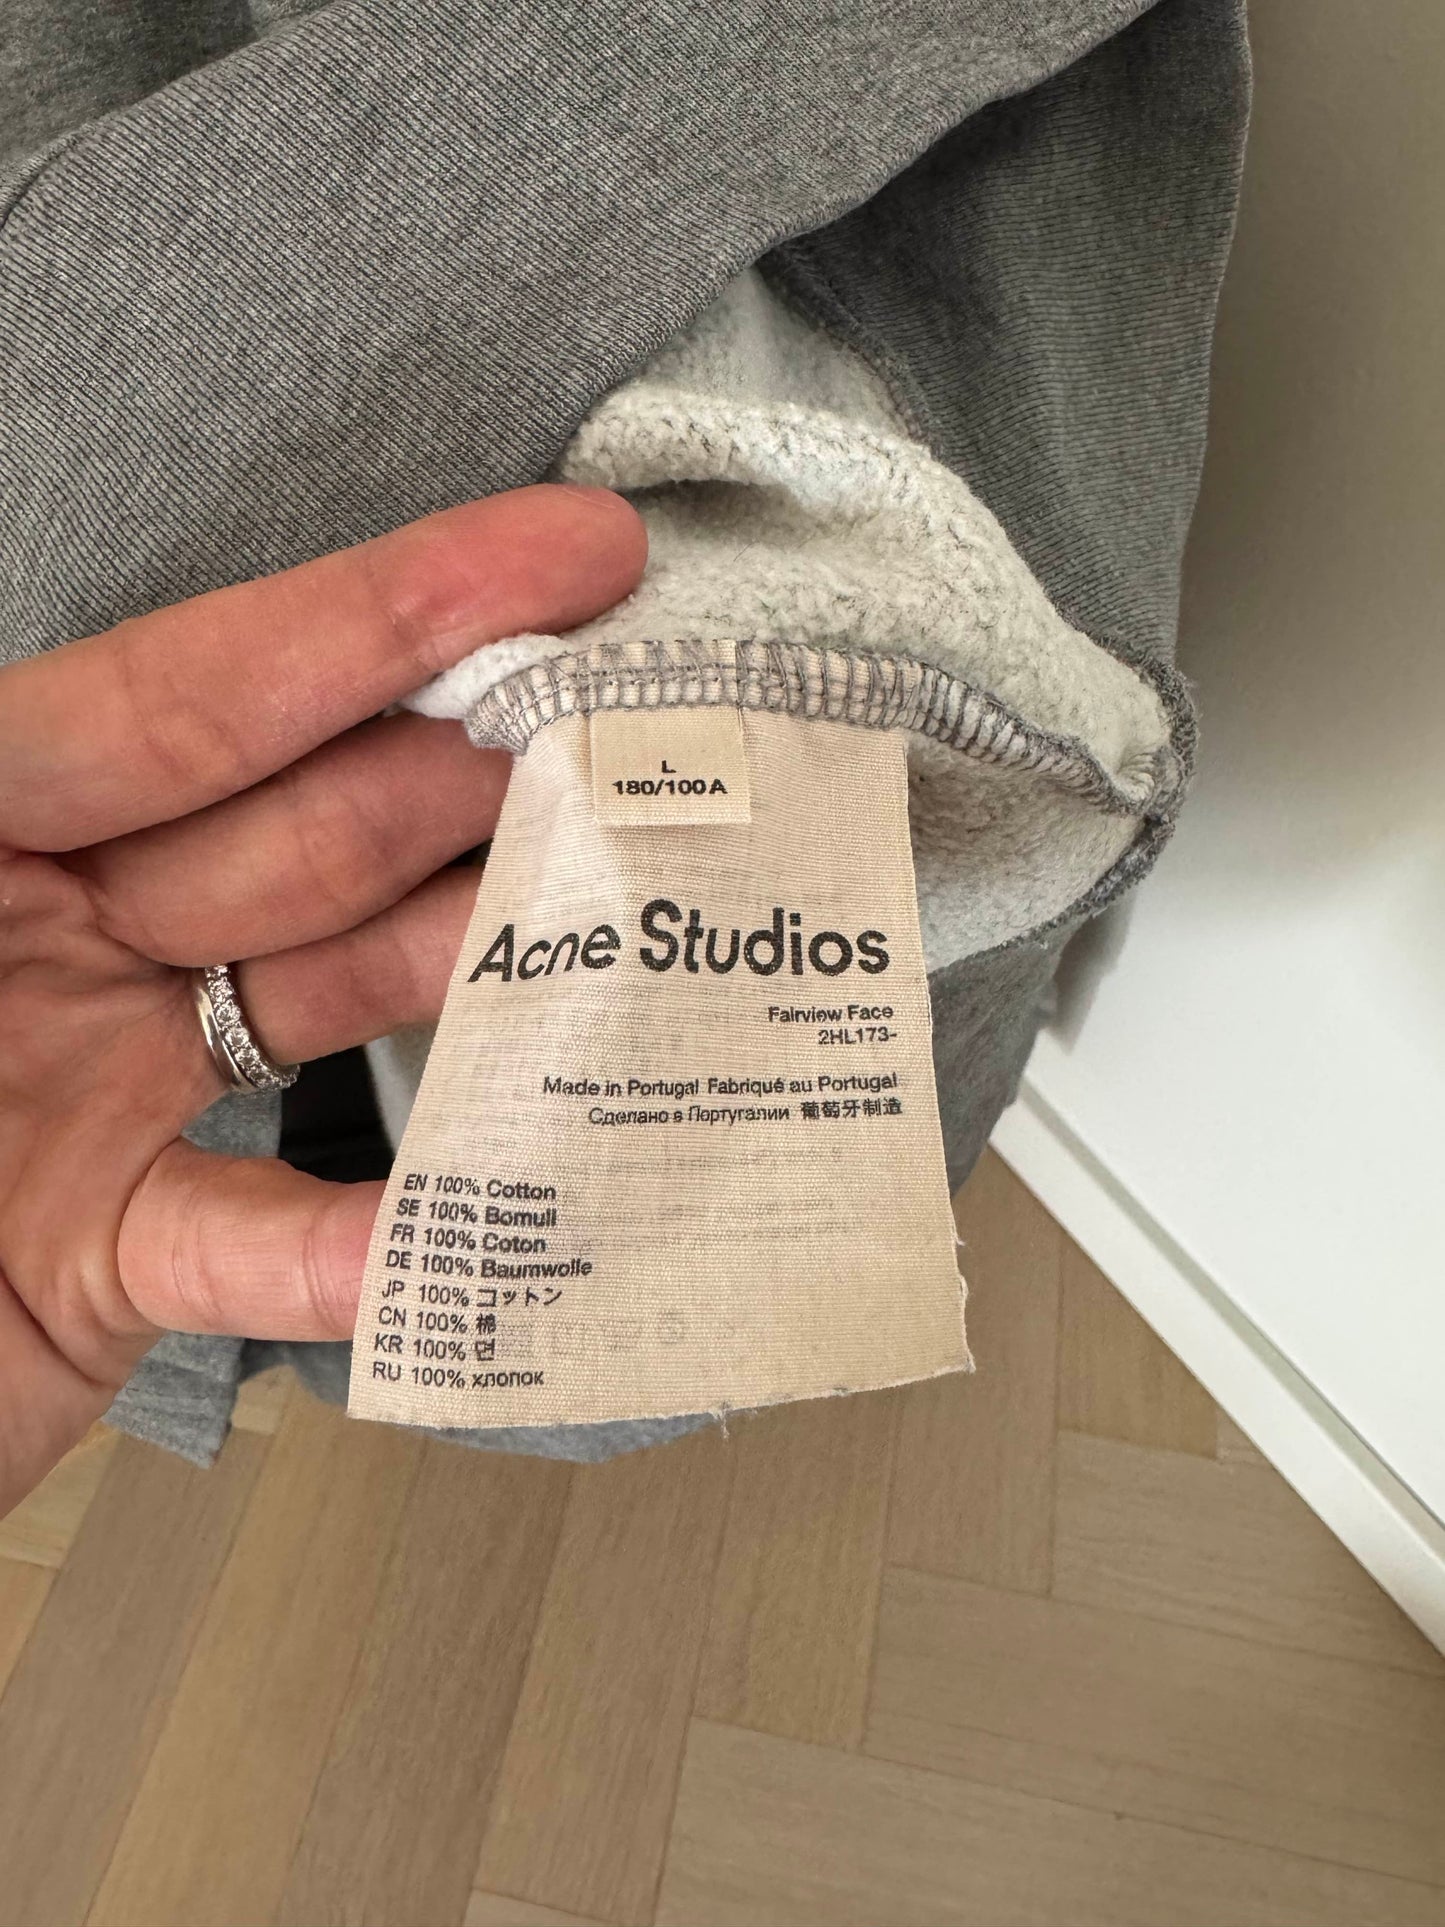 L
180/100A
Acne Studios
Fairview Face
2HL173-
Made in Portugal Fabriqué au Portugal
Сделано в Португалии 葡萄牙制造
EN 100% Cotton
SE 100% Bomull
FR 100% Coton
DE 100% Baumwolle
JP 100% コットン
CN 100% 棉
KR 100% 면
RU 100% хлопок